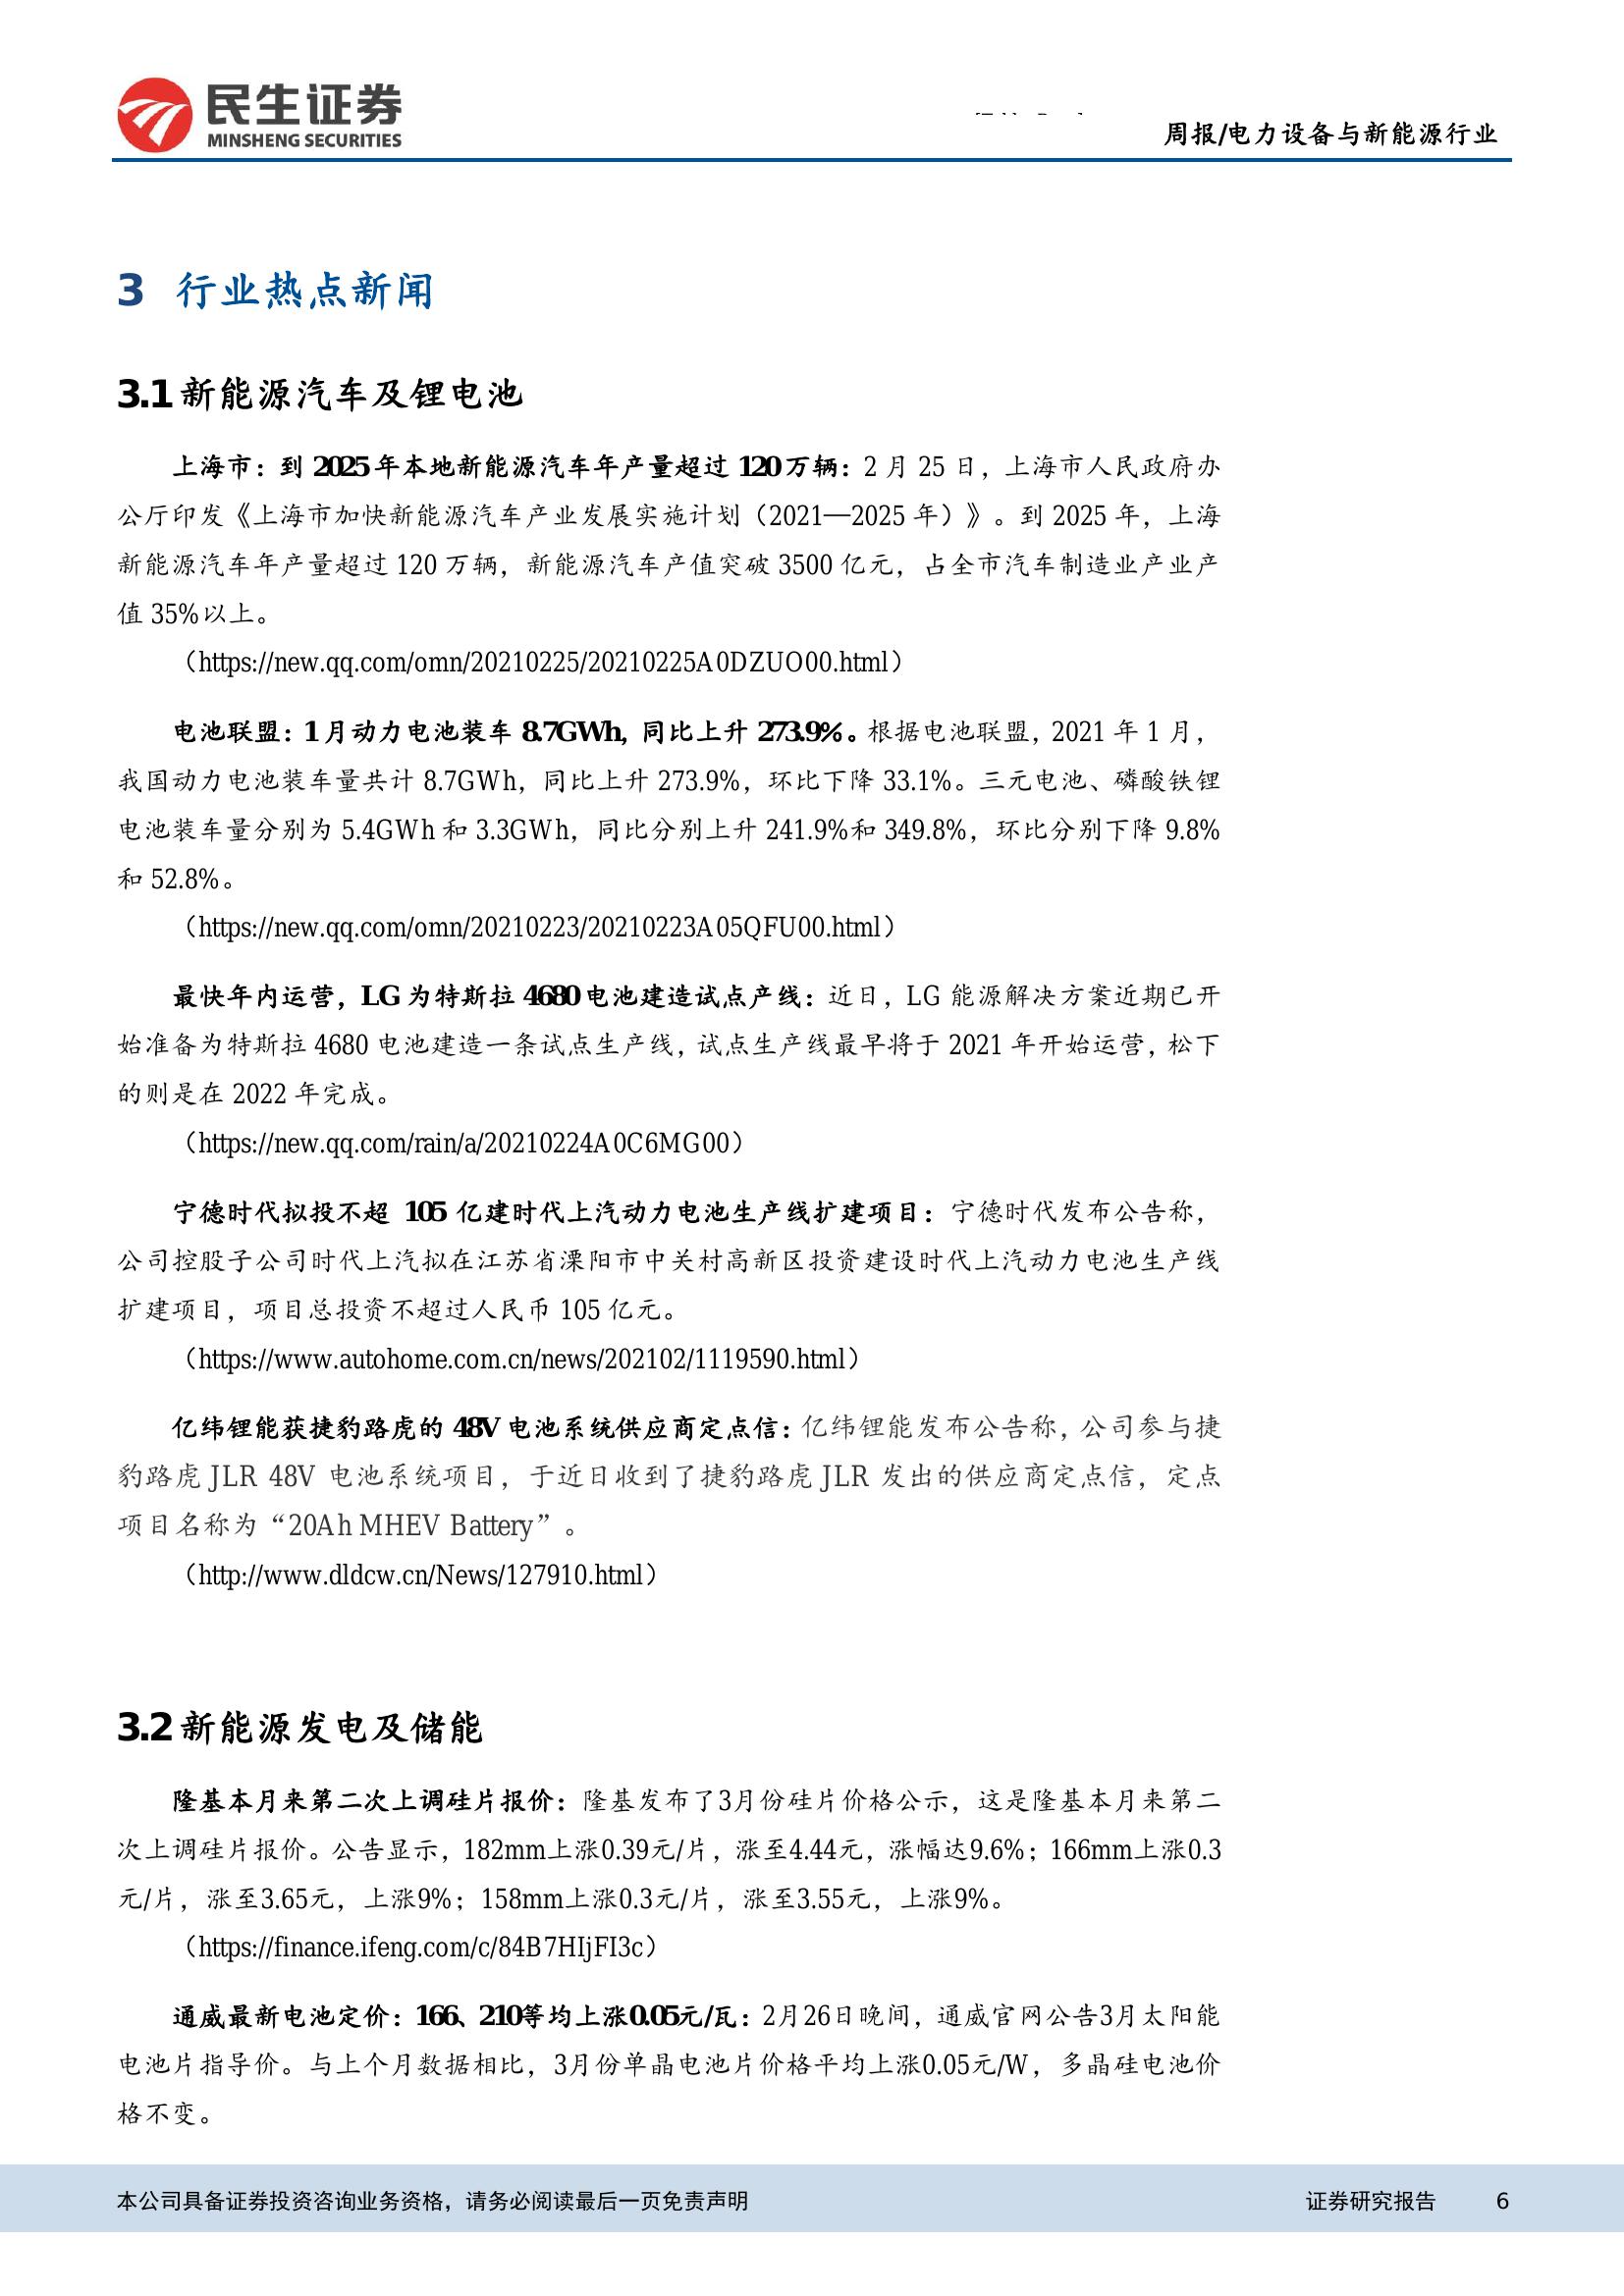 民生证券
MINSHENG SECURITIES
周报/电力设备与新能源行业
3 行业热点新闻
3.1新能源汽车及锂电池
上海市：到 2025 年本地新能源汽车年产量超过 120 万辆：2 月 25 日，上海市人民政府办
公厅印发《上海市加快新能源汽车产业发展实施计划（2021—2025 年）》。到 2025 年，上海
新能源汽车年产量超过 120 万辆，新能源汽车产值突破 3500 亿元，占全市汽车制造业产业产
值 35%以上。
（https://new.qq.com/omn/20210225/20210225A0DZUO00.html）
电池联盟：1 月动力电池装车 8.7GWh，同比上升 273.9%。根据电池联盟，2021 年 1 月，
我国动力电池装车量共计 8.7GWh，同比上升 273.9%，环比下降 33.1%。三元电池、磷酸铁锂
电池装车量分别为 5.4GWh 和 3.3GWh，同比分别上升 241.9%和 349.8%，环比分别下降 9.8%
和 52.8%。
（https://new.qq.com/omn/20210223/20210223A05QFU00.html）
最快年内运营，LG 为特斯拉 4680 电池建造试点产线：近日，LG 能源解决方案近期已开
始准备为特斯拉 4680 电池建造一条试点生产线，试点生产线最早将于 2021 年开始运营，松下
的则是在 2022 年完成。
（https://new.qq.com/rain/a/20210224A0C6MG00）
宁德时代拟投不超 105 亿建时代上汽动力电池生产线扩建项目：宁德时代发布公告称，
公司控股子公司时代上汽拟在江苏省溧阳市中关村高新区投资建设时代上汽动力电池生产线
扩建项目，项目总投资不超过人民币 105 亿元。
（https://www.autohome.com.cn/news/202102/1119590.html）
亿纬锂能获捷豹路虎的 48V 电池系统供应商定点信：亿纬锂能发布公告称，公司参与捷
豹路虎 JLR 48V 电池系统项目，于近日收到了捷豹路虎 JLR 发出的供应商定点信，定点
项目名称为“20Ah MHEV Battery”。
（http://www.dldcw.cn/News/127910.html）
3.2新能源发电及储能
隆基本月来第二次上调硅片报价：隆基发布了3月份硅片价格公示，这是隆基本月来第二
次上调硅片报价。公告显示，182mm上涨0.39元/片，涨至4.44元，涨幅达9.6%；166mm上涨0.3
元/片，涨至3.65元，上涨9%；158mm上涨0.3元/片，涨至3.55元，上涨9%。
（https://finance.ifeng.com/c/84B7HIjFI3c）
通威最新电池定价：166、210等均上涨0.05元/瓦：2月26日晚间，通威官网公告3月太阳能
电池片指导价。与上个月数据相比，3月份单晶电池片价格平均上涨0.05元/W，多晶硅电池价
格不变。
本公司具备证券投资咨询业务资格，请务必阅读最后一页免责声明
证券研究报告 6